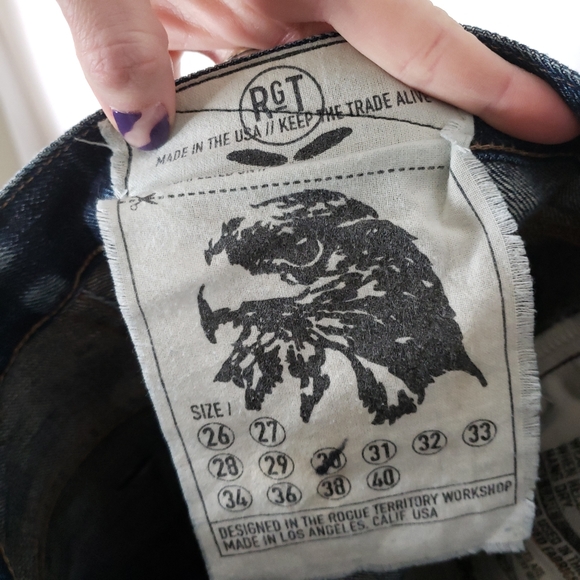 RGT
MADE IN THE USA // KEEP THE TRADE ALIVE
SIZE /
26 27
28 29 30 31 32 33
34 36 38 40
DESIGNED IN THE ROGUE TERRITORY WORKSHOP
MADE IN LOS ANGELES, CALIF USA